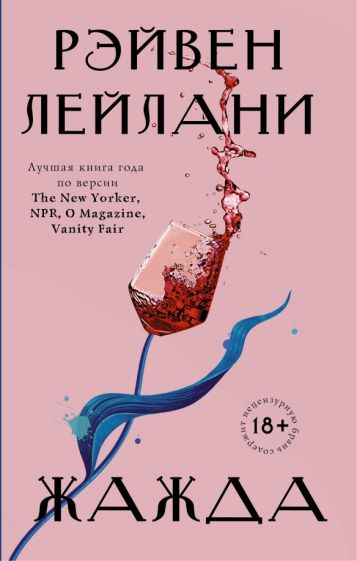 РЭЙВЕН
ЛЕЙЛАНИ
Лучшая книга года
по версии
The New Yorker,
NPR, O Magazine,
Vanity Fair
содержит нецензурную брань
18+
ЖАЖДА